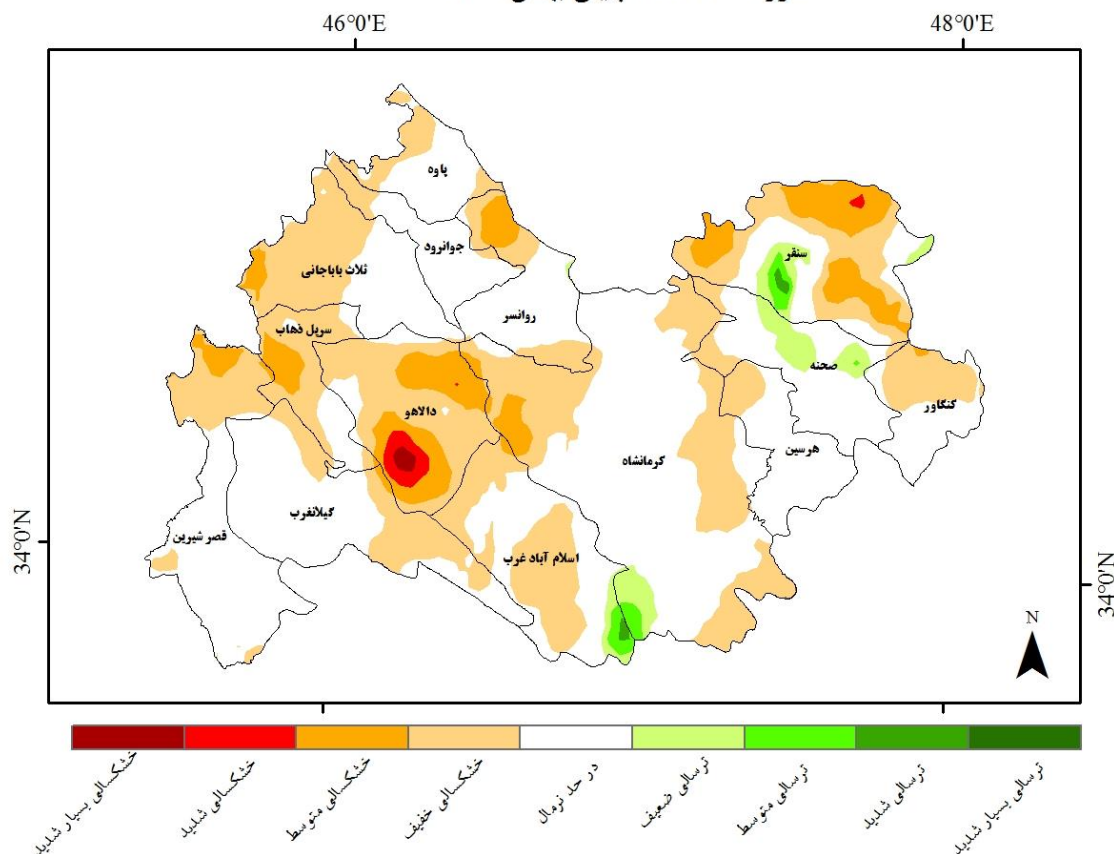 46°0'E
48°0'E
پاوه
جوانرود
ثلاث باباجانی
سنقر
روانسر
سرپل ذهاب
صحنه
کنگاور
دالاهو
هرسین
کرمانشاه
گیلانغرب
قصر شیرین
اسلام آباد غرب
34°0'N
34°0'N
N
خشکسالی بسیار شدید
خشکسالی شدید
خشکسالی متوسط
خشکسالی خفیف
در حد نرمال
ترسالی ضعیف
ترسالی متوسط
ترسالی شدید
ترسالی بسیار شدید